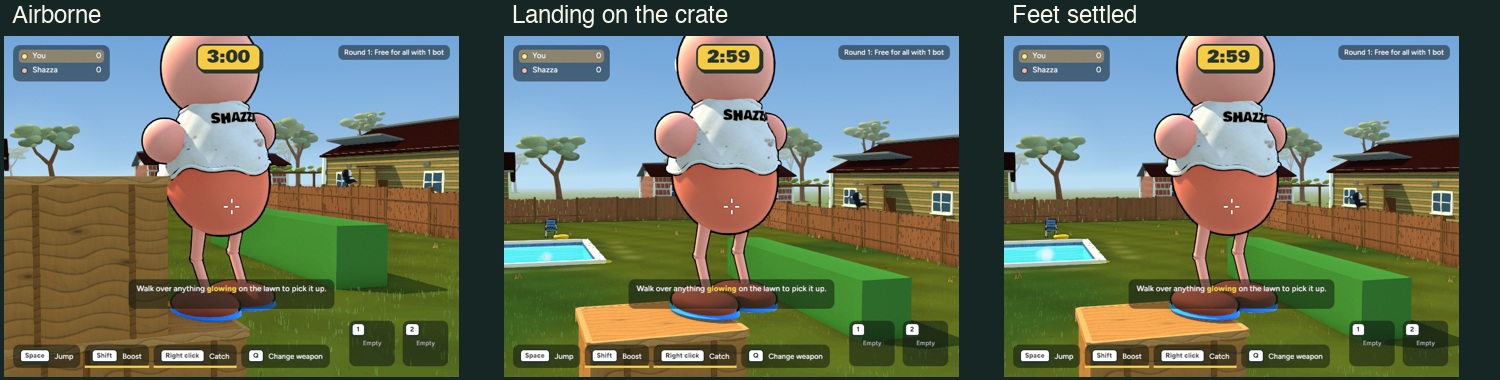 Airborne
Landing on the crate
Feet settled
You 0
Shazza 0
3:00
Round 1: Free for all with 1 bot
SHAZZ
Walk over anything glowing on the lawn to pick it up.
1 Empty
2 Empty
Space Jump
Shift Boost
Right click Catch
Q Change weapon
You 0
Shazza 0
2:59
Round 1: Free for all with 1 bot
SHAZZ
Walk over anything glowing on the lawn to pick it up.
1 Empty
2 Empty
Space Jump
Shift Boost
Right click Catch
Q Change weapon
You 0
Shazza 0
2:59
Round 1: Free for all with 1 bot
SHAZZ
Walk over anything glowing on the lawn to pick it up.
1 Empty
2 Empty
Space Jump
Shift Boost
Right click Catch
Q Change weapon